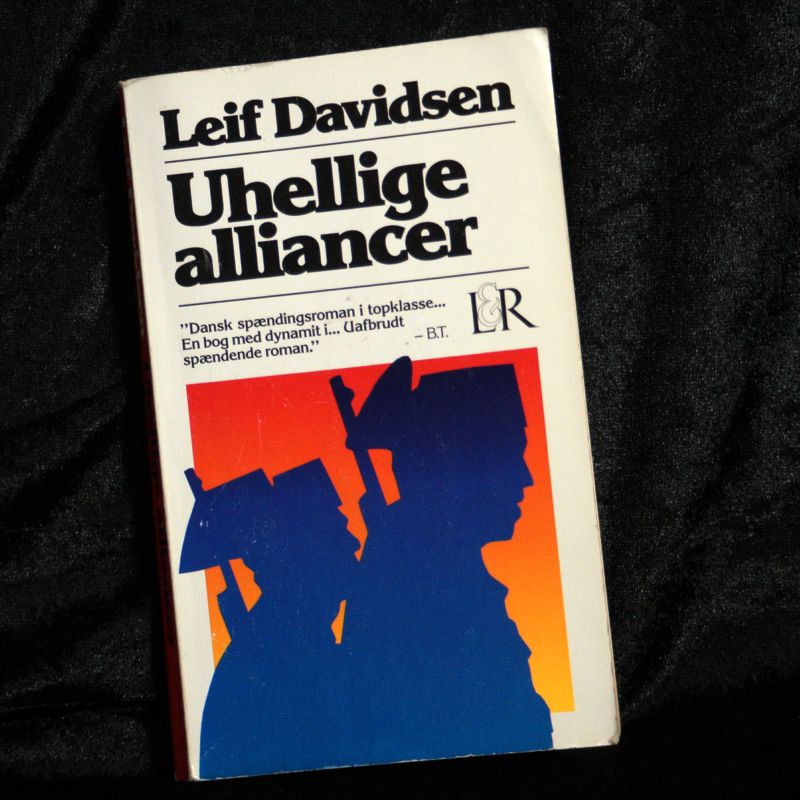 Leif Davidsen
Uhellige
alliancer
"Dansk spændingsroman i topklasse...
En bog med dynamit i... Uafbrudt
spændende roman."
– B.T.
L&R